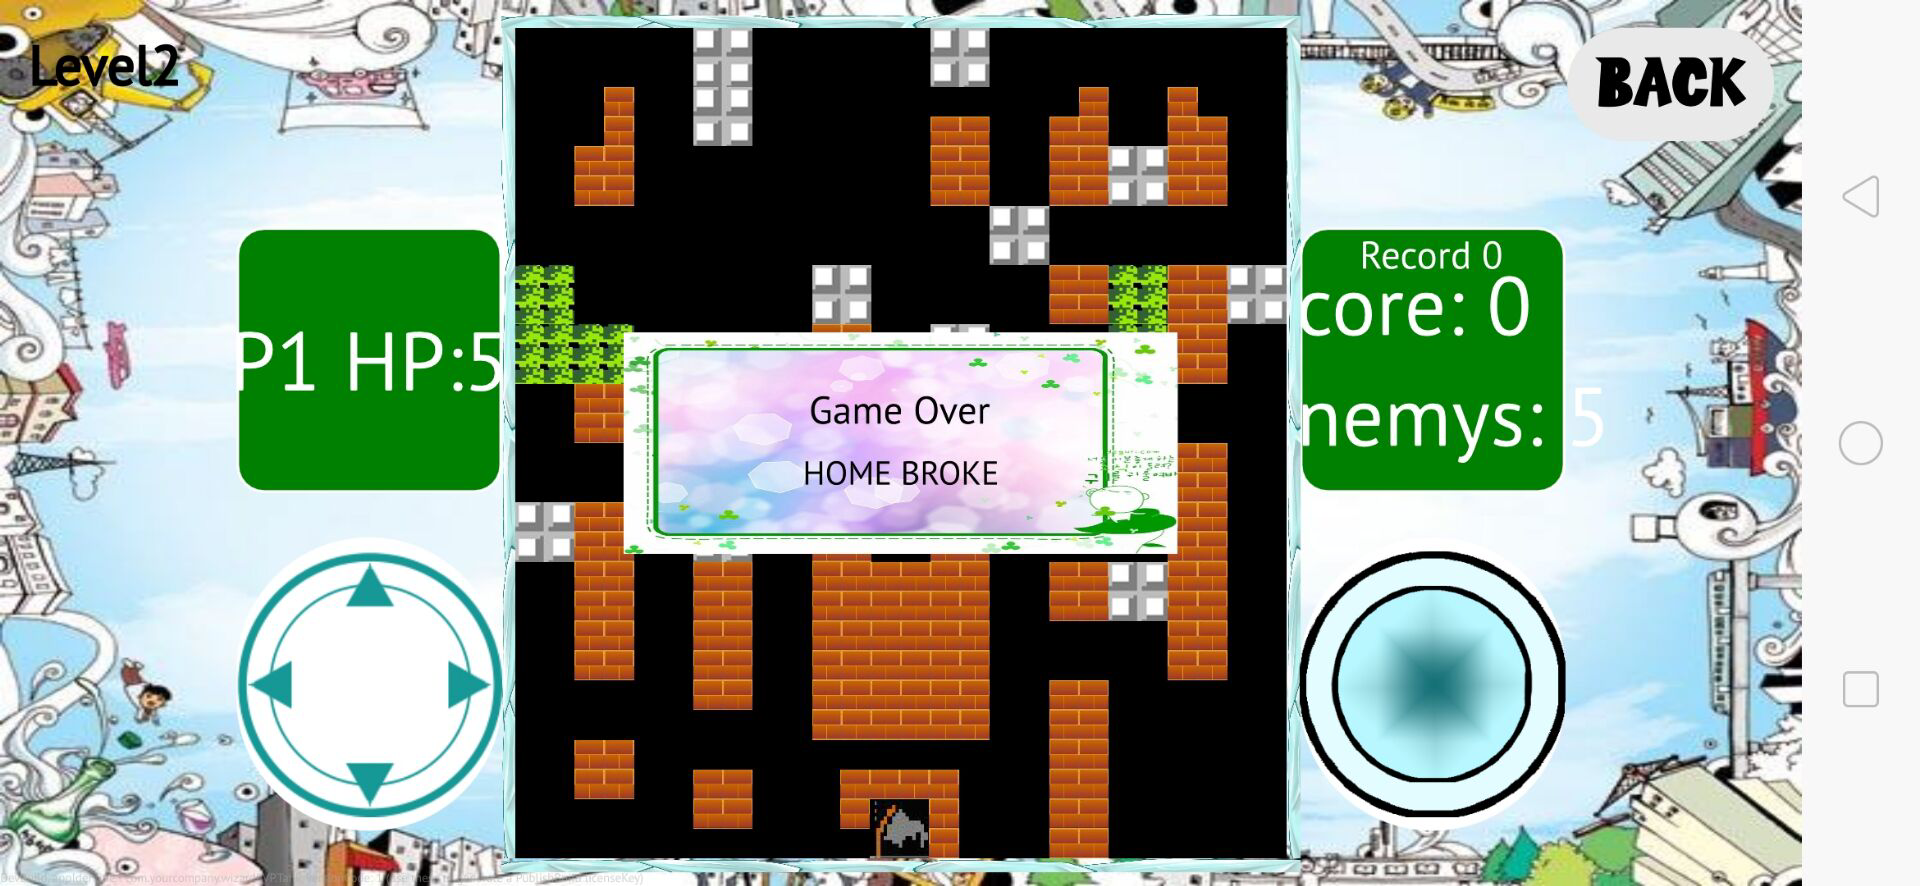 Level2
BACK
P1 HP:5
Record 0
core: 0
nemys: 5
Game Over
HOME BROKE